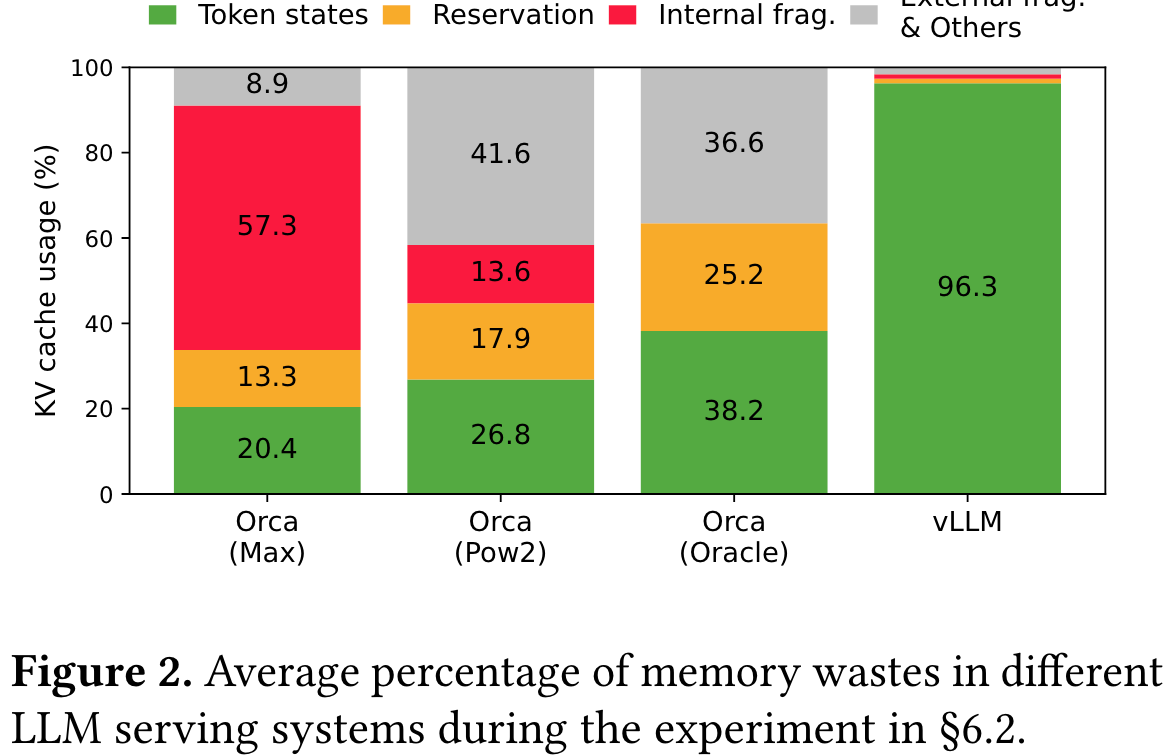 Token states Reservation Internal frag. External frag.
& Others
100
8.9
41.6
36.6
80
57.3
60
13.6
25.2
96.3
KV cache usage (%)
40
17.9
13.3
38.2
20
20.4
26.8
0
Orca
(Max)
Orca
(Pow2)
Orca
(Oracle)
vLLM
Figure 2. Average percentage of memory wastes in different
LLM serving systems during the experiment in §6.2.